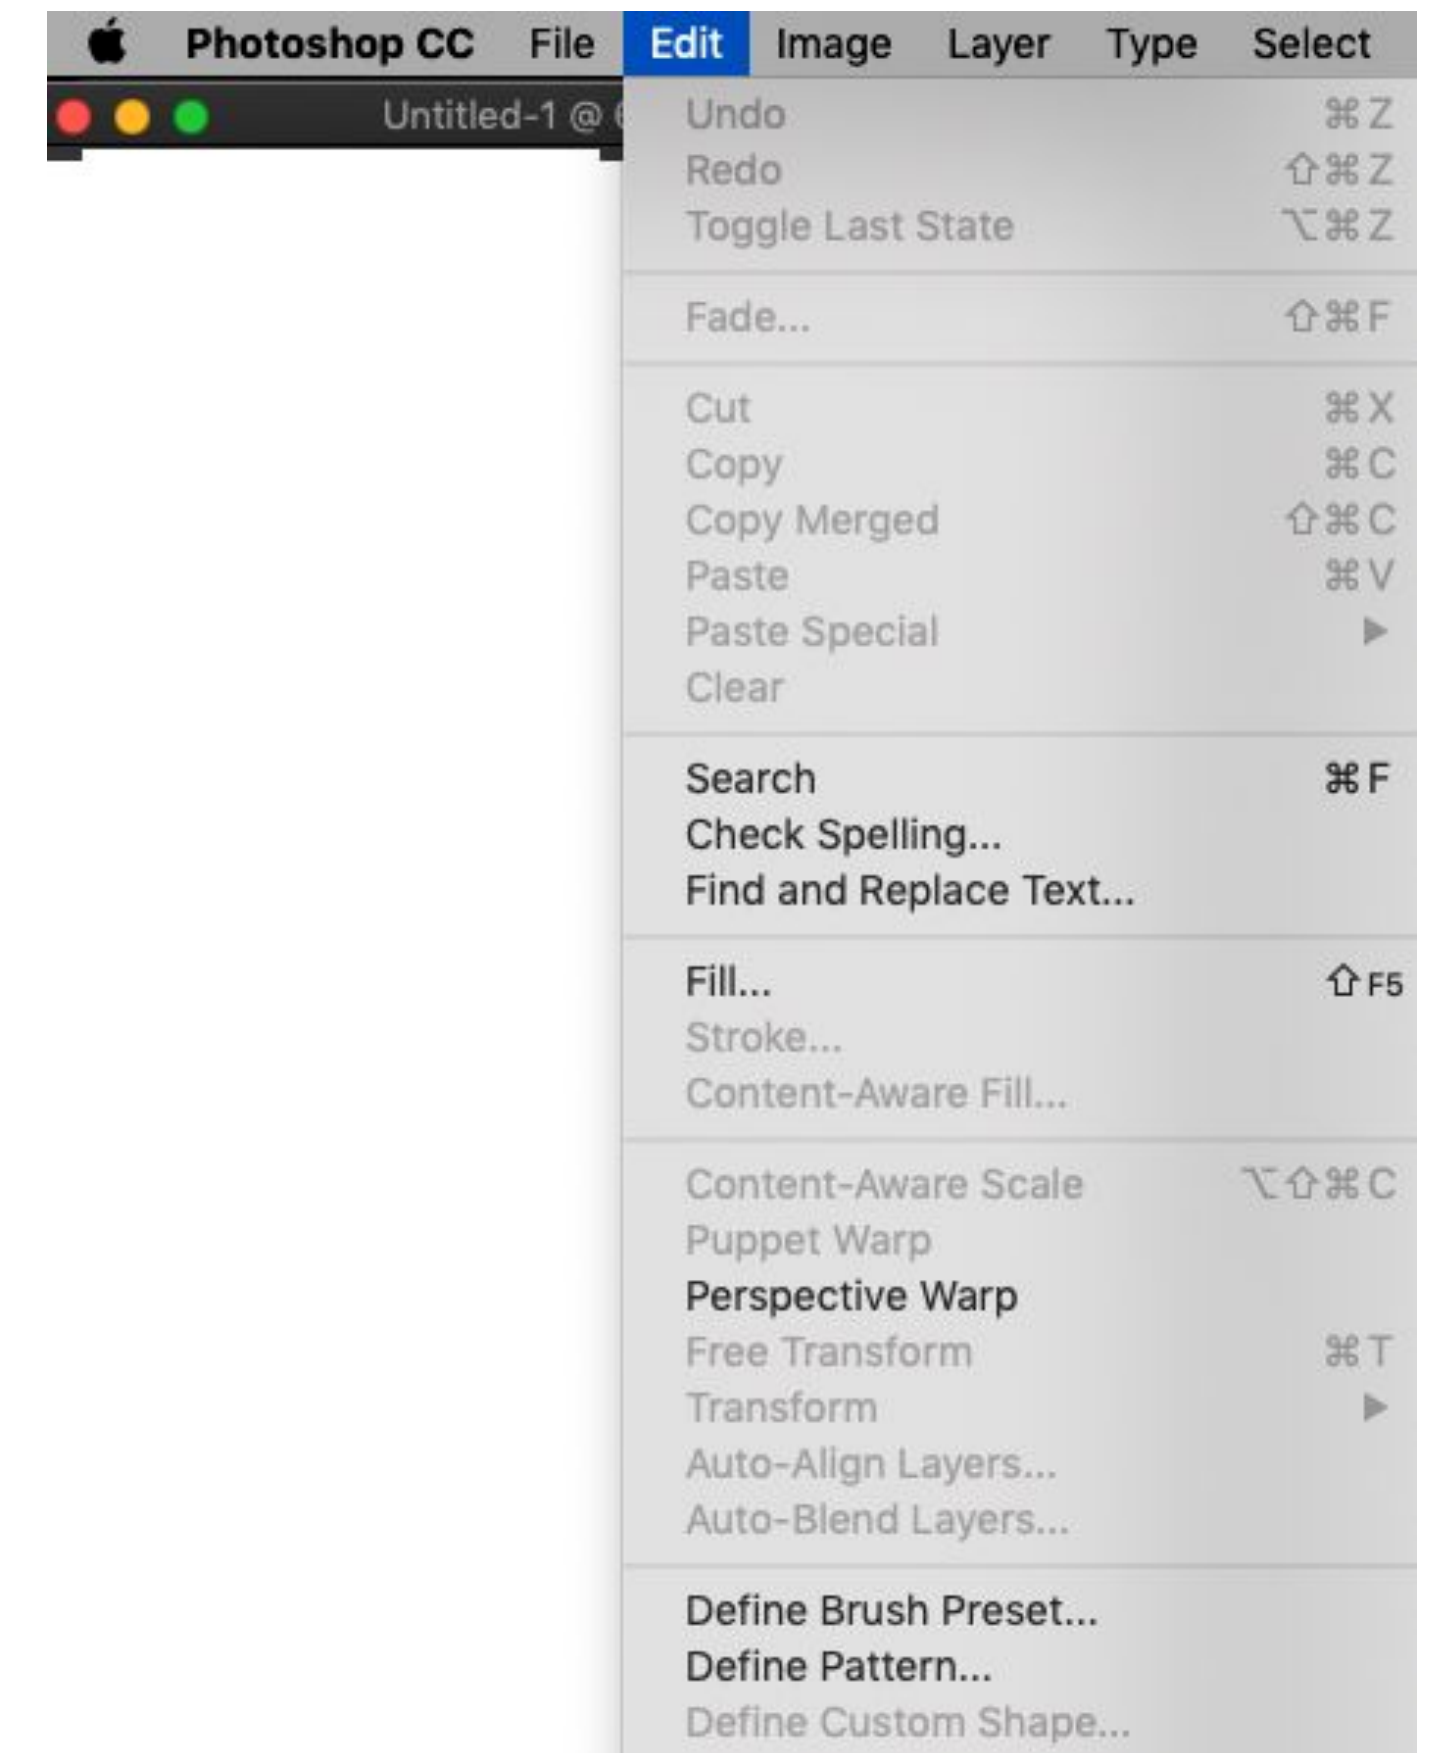 Photoshop CC File Edit Image Layer Type Select
Untitled-1 @
Undo ⌘Z
Redo ⇧⌘Z
Toggle Last State ⌥⌘Z
Fade... ⇧⌘F
Cut ⌘X
Copy ⌘C
Copy Merged ⇧⌘C
Paste ⌘V
Paste Special ▶
Clear
Search ⌘F
Check Spelling...
Find and Replace Text...
Fill... ⇧F5
Stroke...
Content-Aware Fill...
Content-Aware Scale ⌥⇧⌘C
Puppet Warp
Perspective Warp
Free Transform ⌘T
Transform ▶
Auto-Align Layers...
Auto-Blend Layers...
Define Brush Preset...
Define Pattern...
Define Custom Shape...